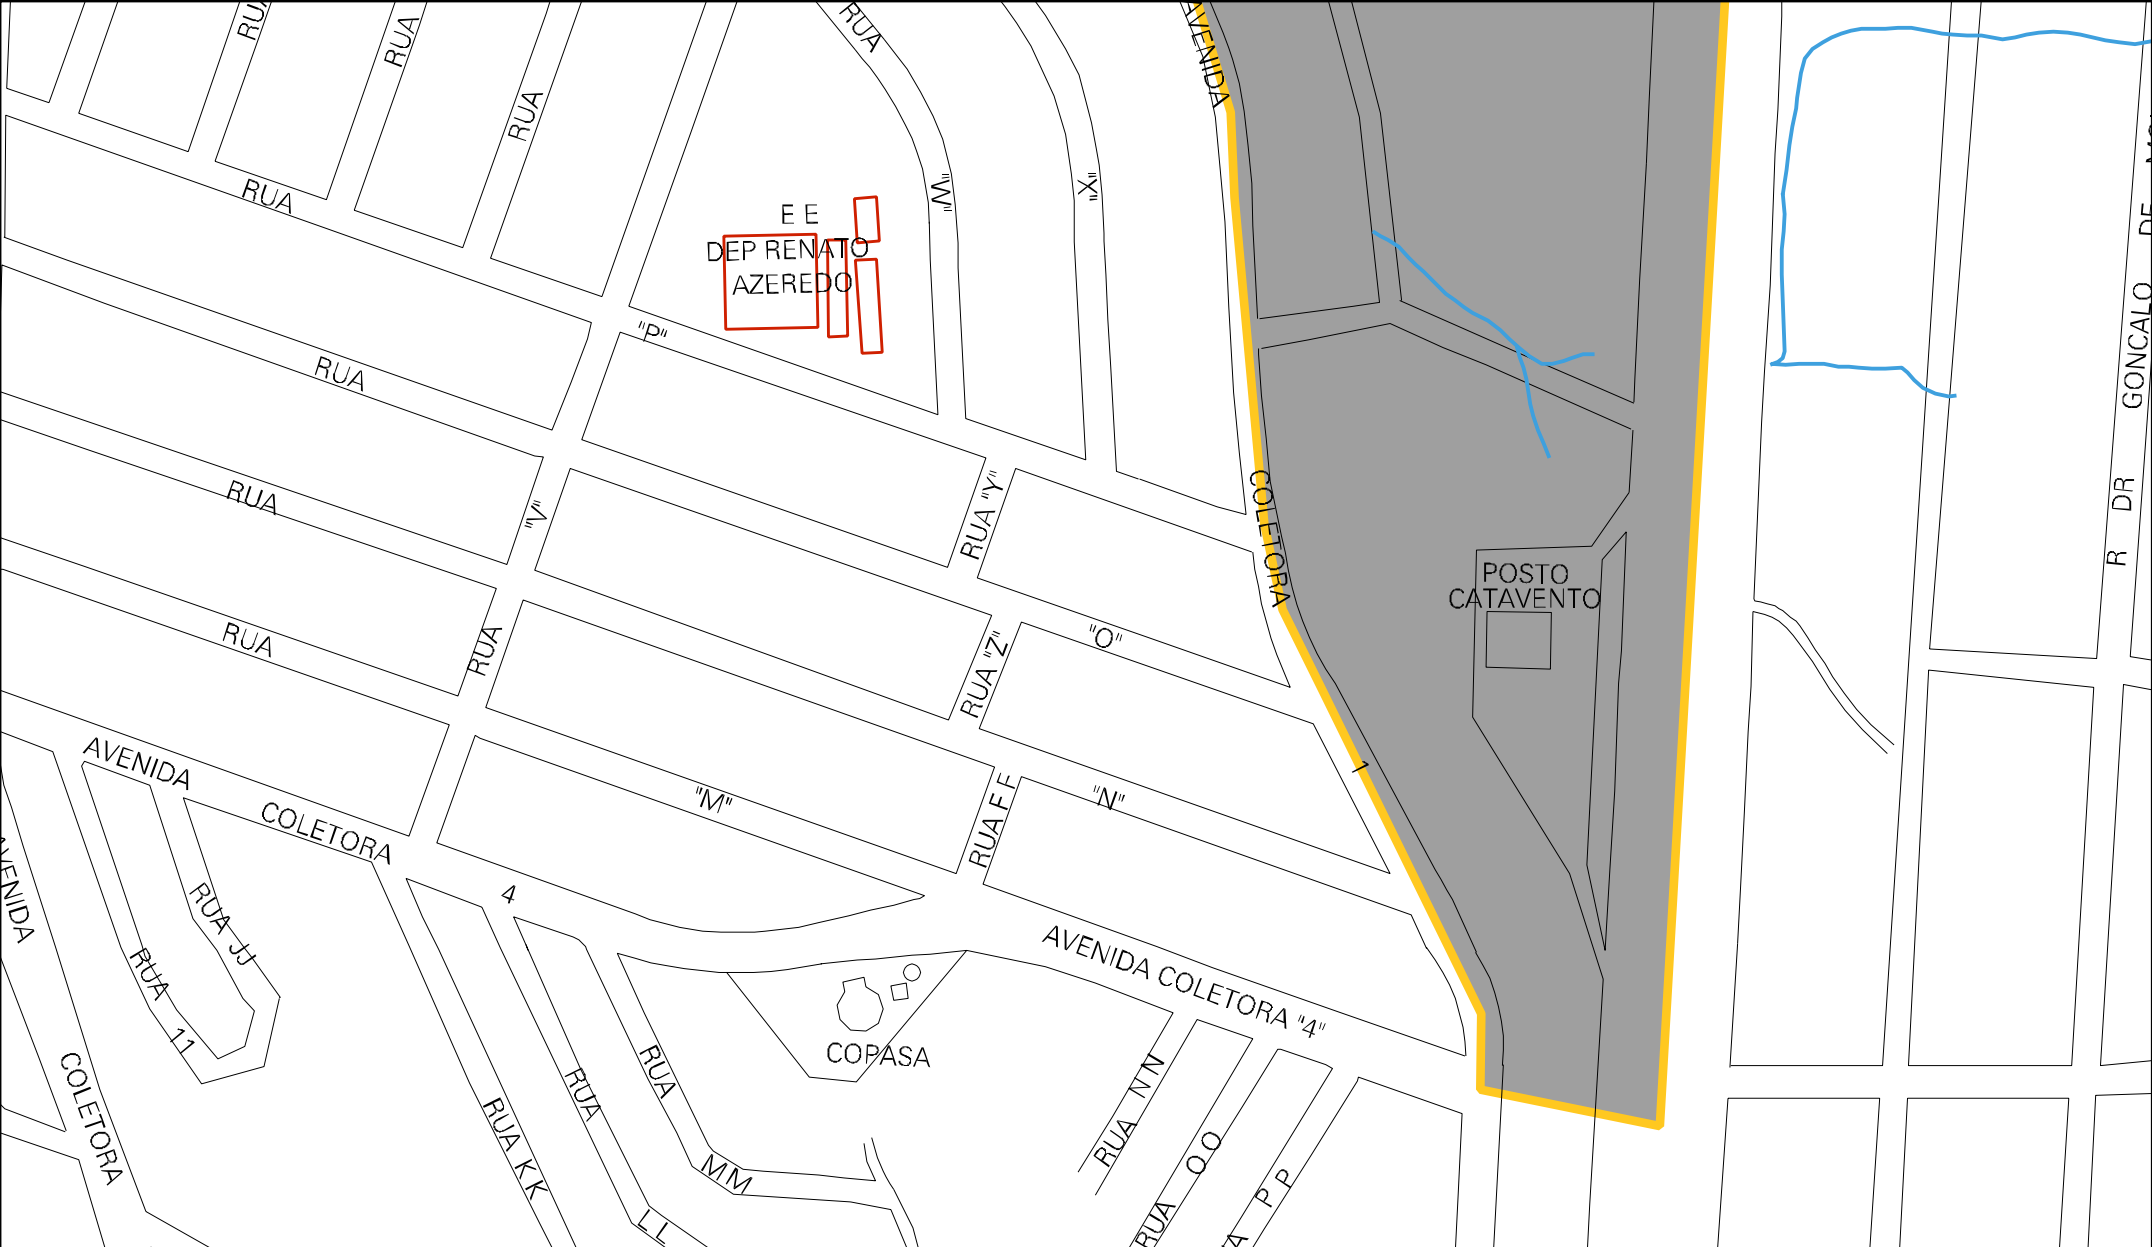 RUA
RUA
RUA
RUA
AVENIDA
RUA
"W"
"X"
E E
DEP RENATO
AZEREDO
"P"
RUA
RUA
"V"
RUA "Y"
COLETORA
R DR GONCALO DE
POSTO
CATAVENTO
RUA
RUA
RUA "Z"
"O"
1
AVENIDA
COLETORA
4
"M"
RUA F F
"N"
AVENIDA COLETORA "4"
AVENIDA
COLETORA
RUA JJ
RUA
11
COPASA
RUA K K
RUA
L L
RUA
MM
RUA N N
RUA O O
P P